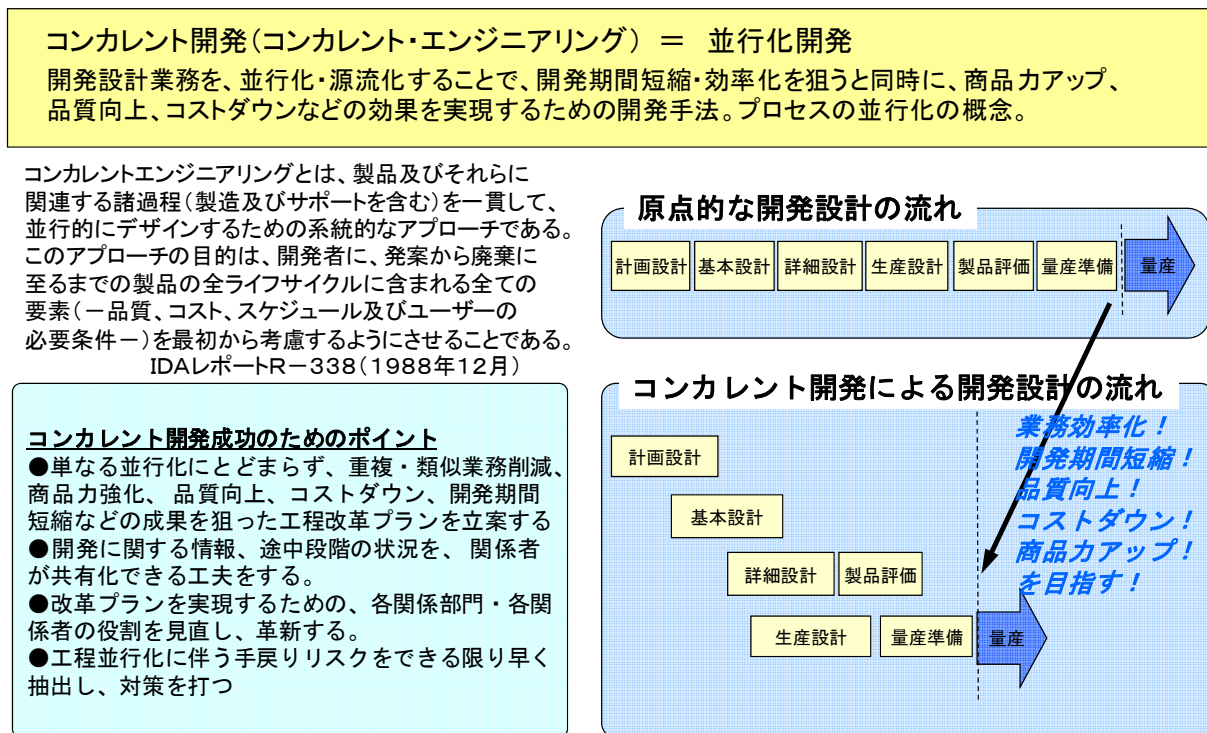 コンカレント開発(コンカレント・エンジニアリング) = 並行化開発
開発設計業務を、並行化・源流化することで、開発期間短縮・効率化を狙うと同時に、商品力アップ、
品質向上、コストダウンなどの効果を実現するための開発手法。プロセスの並行化の概念。
コンカレントエンジニアリングとは、製品及びそれらに
関連する諸過程(製造及びサポートを含む)を一貫して、
並行的にデザインするための系統的なアプローチである。
このアプローチの目的は、開発者に、発案から廃棄に
至るまでの製品の全ライフサイクルに含まれる全ての
要素(-品質、コスト、スケジュール及びユーザーの
必要条件-)を最初から考慮するようにさせることである。
IDAレポートR-338(1988年12月)
コンカレント開発成功のためのポイント
●単なる並行化にとどまらず、重複・類似業務削減、
商品力強化、 品質向上、コストダウン、開発期間
短縮などの成果を狙った工程改革プランを立案する
●開発に関する情報、途中段階の状況を、 関係者
が共有化できる工夫をする。
●改革プランを実現するための、各関係部門・各関
係者の役割を見直し、革新する。
●工程並行化に伴う手戻りリスクをできる限り早く
抽出し、対策を打つ
原点的な開発設計の流れ
計画設計 基本設計 詳細設計 生産設計 製品評価 量産準備 量産
コンカレント開発による開発設計の流れ
業務効率化!
開発期間短縮!
品質向上!
コストダウン!
商品力アップ!
を目指す!
計画設計
基本設計
詳細設計 製品評価
生産設計 量産準備 量産